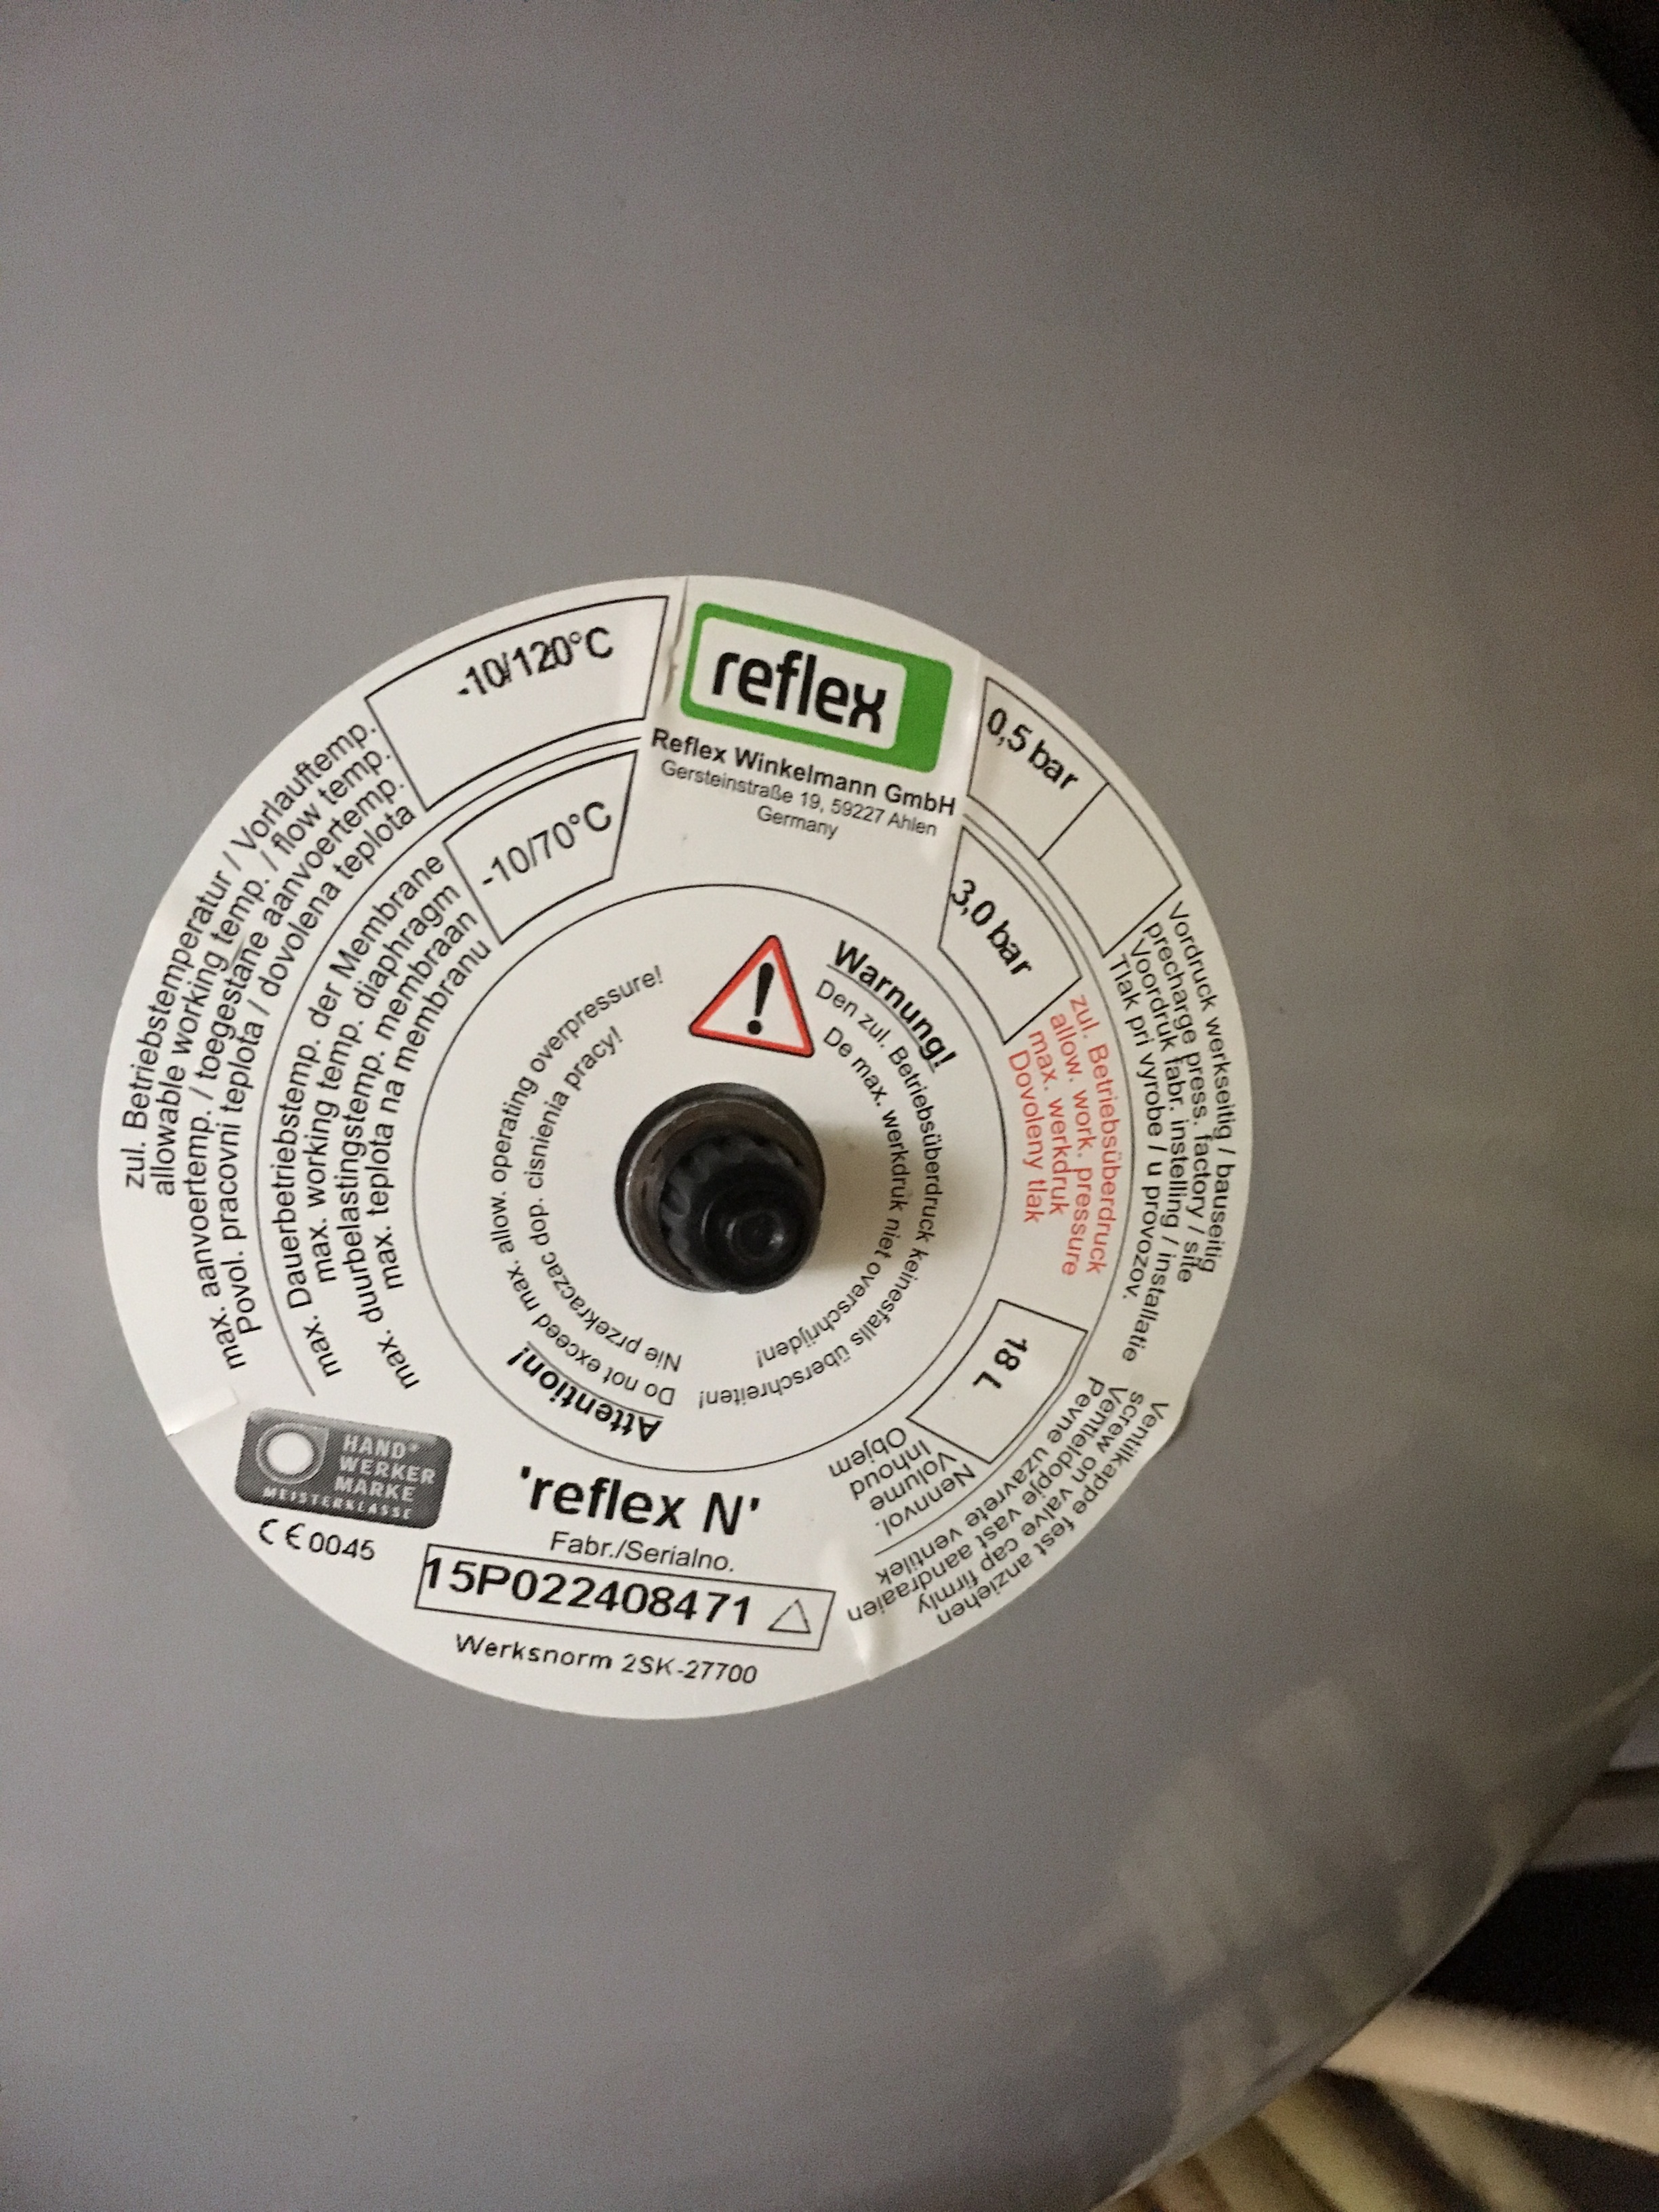 reflex
Reflex Winkelmann GmbH
Gersteinstraße 19, 59227 Ahlen
Germany
0,5 bar
Vordruck werkseitig / bauseitig
precharge press. factory / site
Voordruk fabr. instelling / installatie
Tlak pri vyrobe / u provozov.
3,0 bar
zul. Betriebsüberdruck
allow. work. pressure
max. werkdruk
Dovoleny tlak
18 L
Nennvol.
Volume
Inhoud
Objem
Ventilkappe fest anziehen
screw on valve cap firmly
Ventieldopje vast aandraaien
Pevne uzavrete ventilek
-10/120°C
zul. Betriebstemperatur / Vorlauftemp.
allowable working temp. / flow temp.
max. aanvoertemp. / toegestane aanvoertemp.
Povol. pracovni teplota / dovolena teplota
-10/70°C
max. Dauerbetriebstemp. der Membrane
max. working temp. diaphragm
max. duurbelastingstemp. membraan
max. teplota na membranu
Warnung!
Den zul. Betriebsüberdruck keinesfalls überschreiten!
De max. werkdruk niet overschrijden!
Attention!
Do not exceed max. allow. operating overpressure!
Nie przekraczac dop. cisnienia pracy!
HAND*
WERKER
MARKE
MEISTERKLASSE
CE0045
'reflex N'
Fabr./Serialno.
15P022408471 △
Werksnorm 2SK-27700